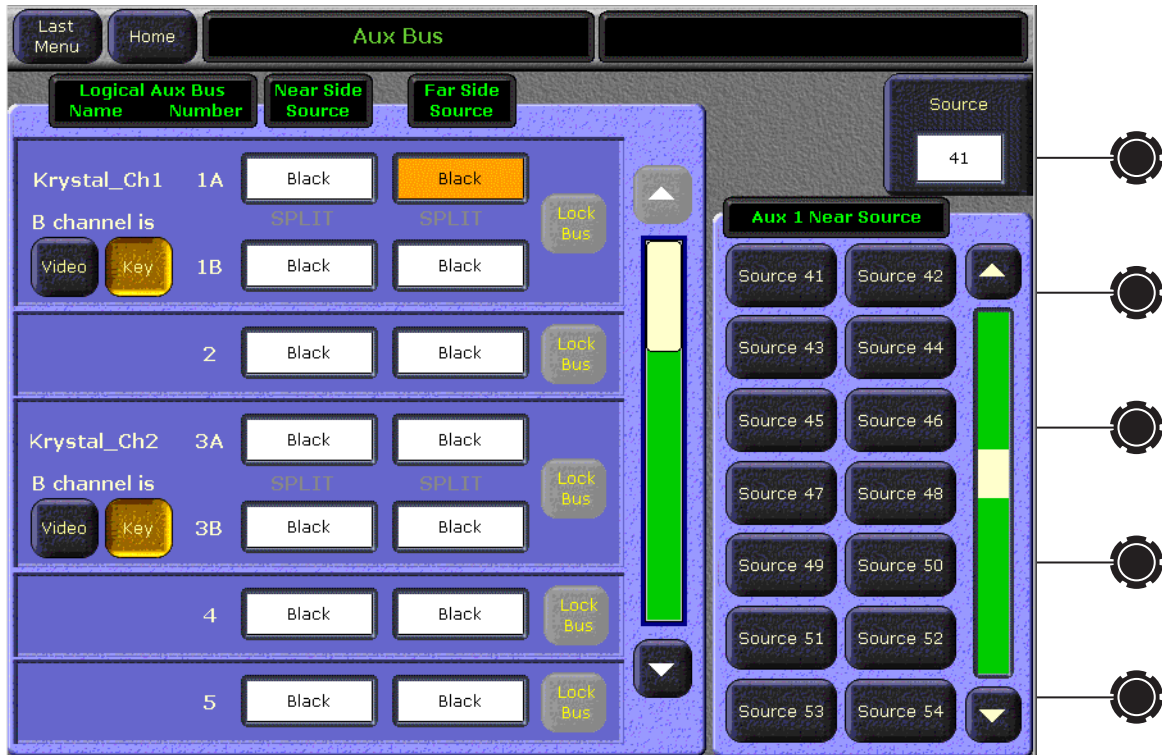 Last
Menu
Home
Aux Bus
Logical Aux Bus
Name Number
Near Side
Source
Far Side
Source
Source
41
Krystal_Ch1 1A Black Black
SPLIT SPLIT
Lock
Bus
B channel is
Video Key 1B Black Black
2 Black Black
Lock
Bus
Krystal_Ch2 3A Black Black
SPLIT SPLIT
Lock
Bus
B channel is
Video Key 3B Black Black
4 Black Black
Lock
Bus
5 Black Black
Lock
Bus
Aux 1 Near Source
Source 41 Source 42
Source 43 Source 44
Source 45 Source 46
Source 47 Source 48
Source 49 Source 50
Source 51 Source 52
Source 53 Source 54